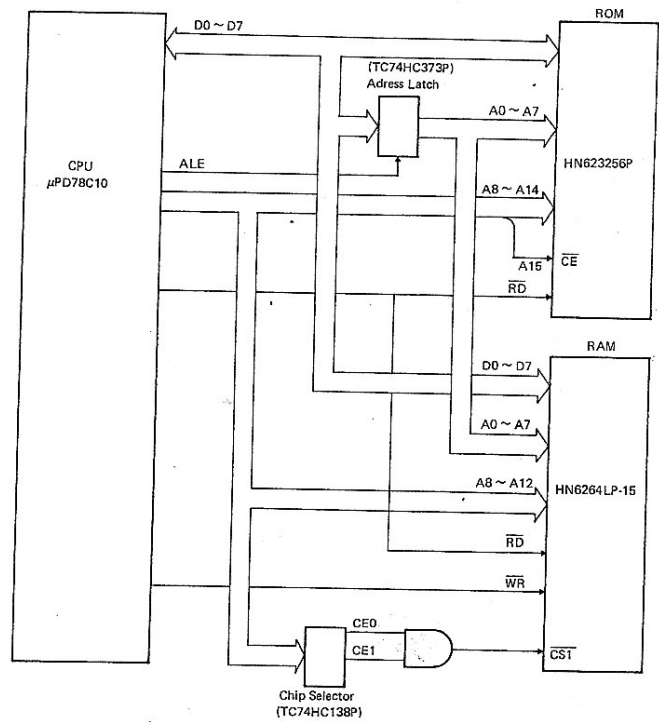 ROM
D0～D7
(TC74HC373P)
Adress Latch
A0～A7
CPU
μPD78C10
ALE
HN623256P
A8～A14
A15
CE
RD
RAM
D0～D7
A0～A7
A8～A12
HN6264LP-15
RD
WR
CE0
CE1
CS1
Chip Selector
(TC74HC138P)